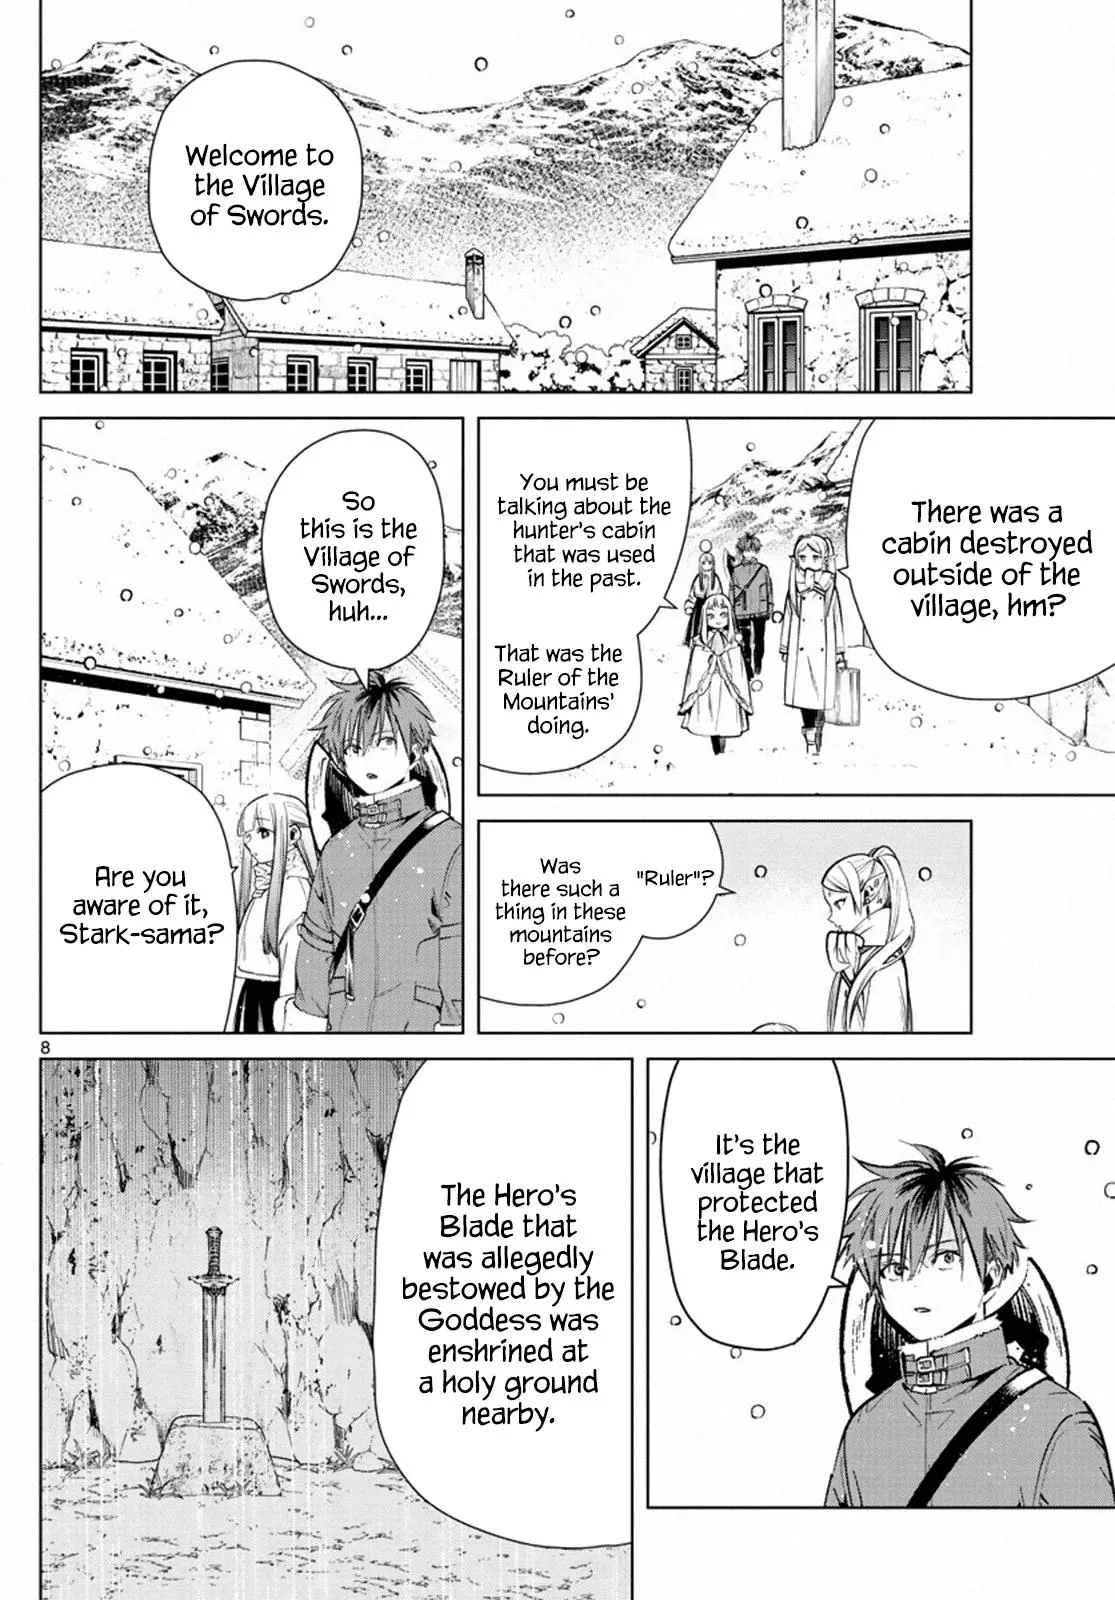 Welcome to
the Village
of Swords.
There was a
cabin destroyed
outside of the
village, hm?
You must be
talking about the
hunter's cabin
that was used
in the past.
That was the
Ruler of the
Mountains'
doing.
"Ruler"?
Was
there such a
thing in these
mountains
before?
So
this is the
Village of
Swords,
huh...
Are you
aware of it,
Stark-sama?
8
It's the
village that
protected
the Hero's
Blade.
The Hero's
Blade that
was allegedly
bestowed by the
Goddess was
enshrined at
a holy ground
nearby.